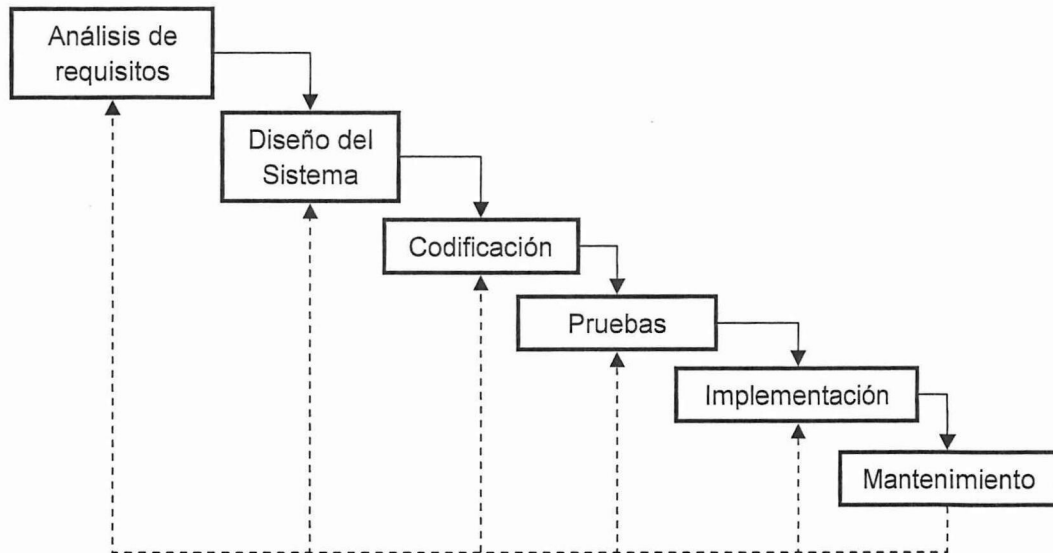 Análisis de
requisitos
Diseño del
Sistema
Codificación
Pruebas
Implementación
Mantenimiento